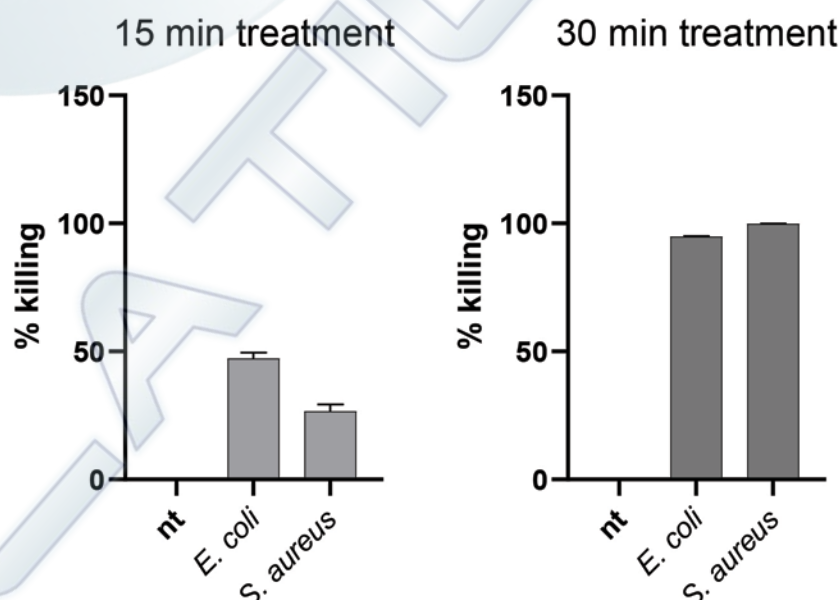 15 min treatment
150
100
50
0
% killing
nt
E. coli
S. aureus
30 min treatment
150
100
50
0
% killing
nt
E. coli
S. aureus